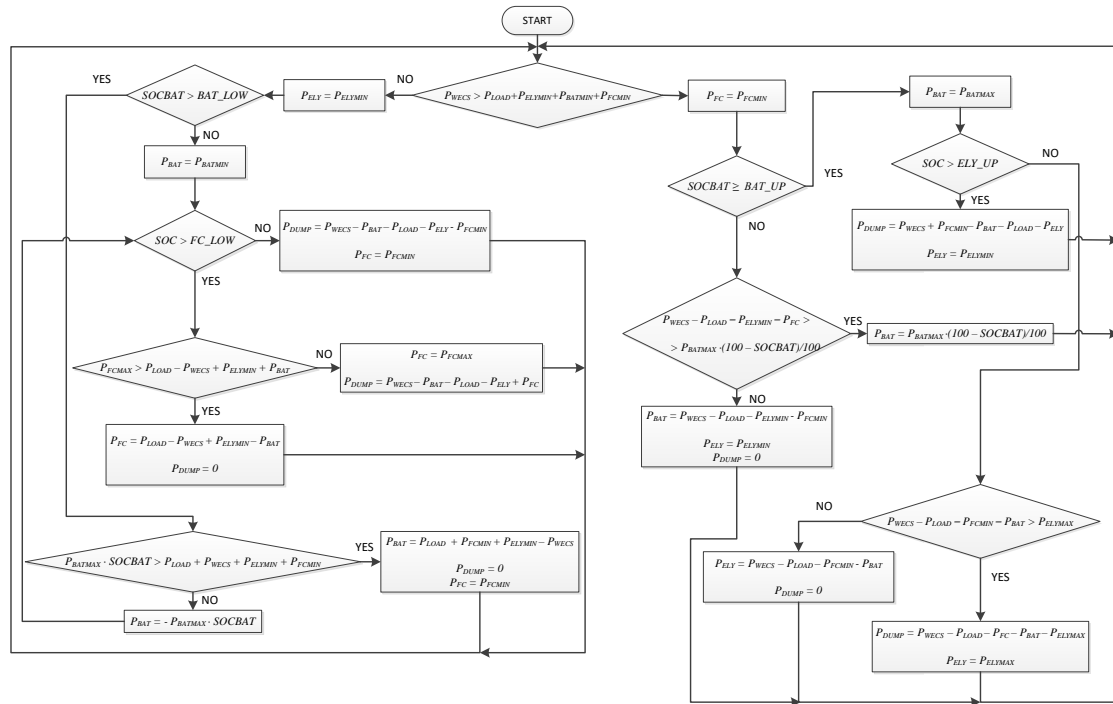 START
P_WECS > P_LOAD+P_ELYMIN+P_BATMIN+P_FCMIN
NO
P_ELY = P_ELYMIN
SOCBAT > BAT_LOW
YES
NO
P_BAT = P_BATMIN
SOC > FC_LOW
NO
P_DUMP = P_WECS – P_BAT – P_LOAD – P_ELY - P_FCMIN
P_FC = P_FCMIN
YES
P_FCMAX > P_LOAD – P_WECS + P_ELYMIN + P_BAT
NO
P_FC = P_FCMAX
P_DUMP = P_WECS – P_BAT – P_LOAD – P_ELY + P_FC
YES
P_FC = P_LOAD – P_WECS + P_ELYMIN – P_BAT
P_DUMP = 0
P_BATMAX · SOCBAT > P_LOAD + P_WECS + P_ELYMIN + P_FCMIN
YES
P_BAT = P_LOAD + P_FCMIN + P_ELYMIN – P_WECS
P_DUMP = 0
P_FC = P_FCMIN
NO
P_BAT = - P_BATMAX · SOCBAT
P_FC = P_FCMIN
SOCBAT ≥ BAT_UP
YES
P_BAT = P_BATMAX
SOC > ELY_UP
NO
YES
P_DUMP = P_WECS + P_FCMIN – P_BAT – P_LOAD – P_ELY
P_ELY = P_ELYMIN
NO
P_WECS – P_LOAD – P_ELYMIN – P_FC >
> P_BATMAX ·(100 – SOCBAT)/100
YES
P_BAT = P_BATMAX ·(100 – SOCBAT)/100
NO
P_BAT = P_WECS – P_LOAD – P_ELYMIN - P_FCMIN
P_ELY = P_ELYMIN
P_DUMP = 0
P_WECS – P_LOAD – P_FCMIN – P_BAT > P_ELYMAX
NO
P_ELY = P_WECS – P_LOAD – P_FCMIN - P_BAT
P_DUMP = 0
YES
P_DUMP = P_WECS – P_LOAD – P_FC – P_BAT – P_ELYMAX
P_ELY = P_ELYMAX